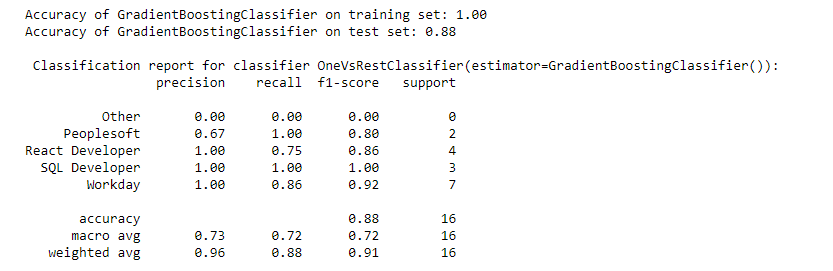 Accuracy of GradientBoostingClassifier on training set: 1.00
Accuracy of GradientBoostingClassifier on test set: 0.88
Classification report for classifier OneVsRestClassifier(estimator=GradientBoostingClassifier()):
precision recall f1-score support
Other 0.00 0.00 0.00 0
Peoplesoft 0.67 1.00 0.80 2
React Developer 1.00 0.75 0.86 4
SQL Developer 1.00 1.00 1.00 3
Workday 1.00 0.86 0.92 7
accuracy 0.88 16
macro avg 0.73 0.72 0.72 16
weighted avg 0.96 0.88 0.91 16